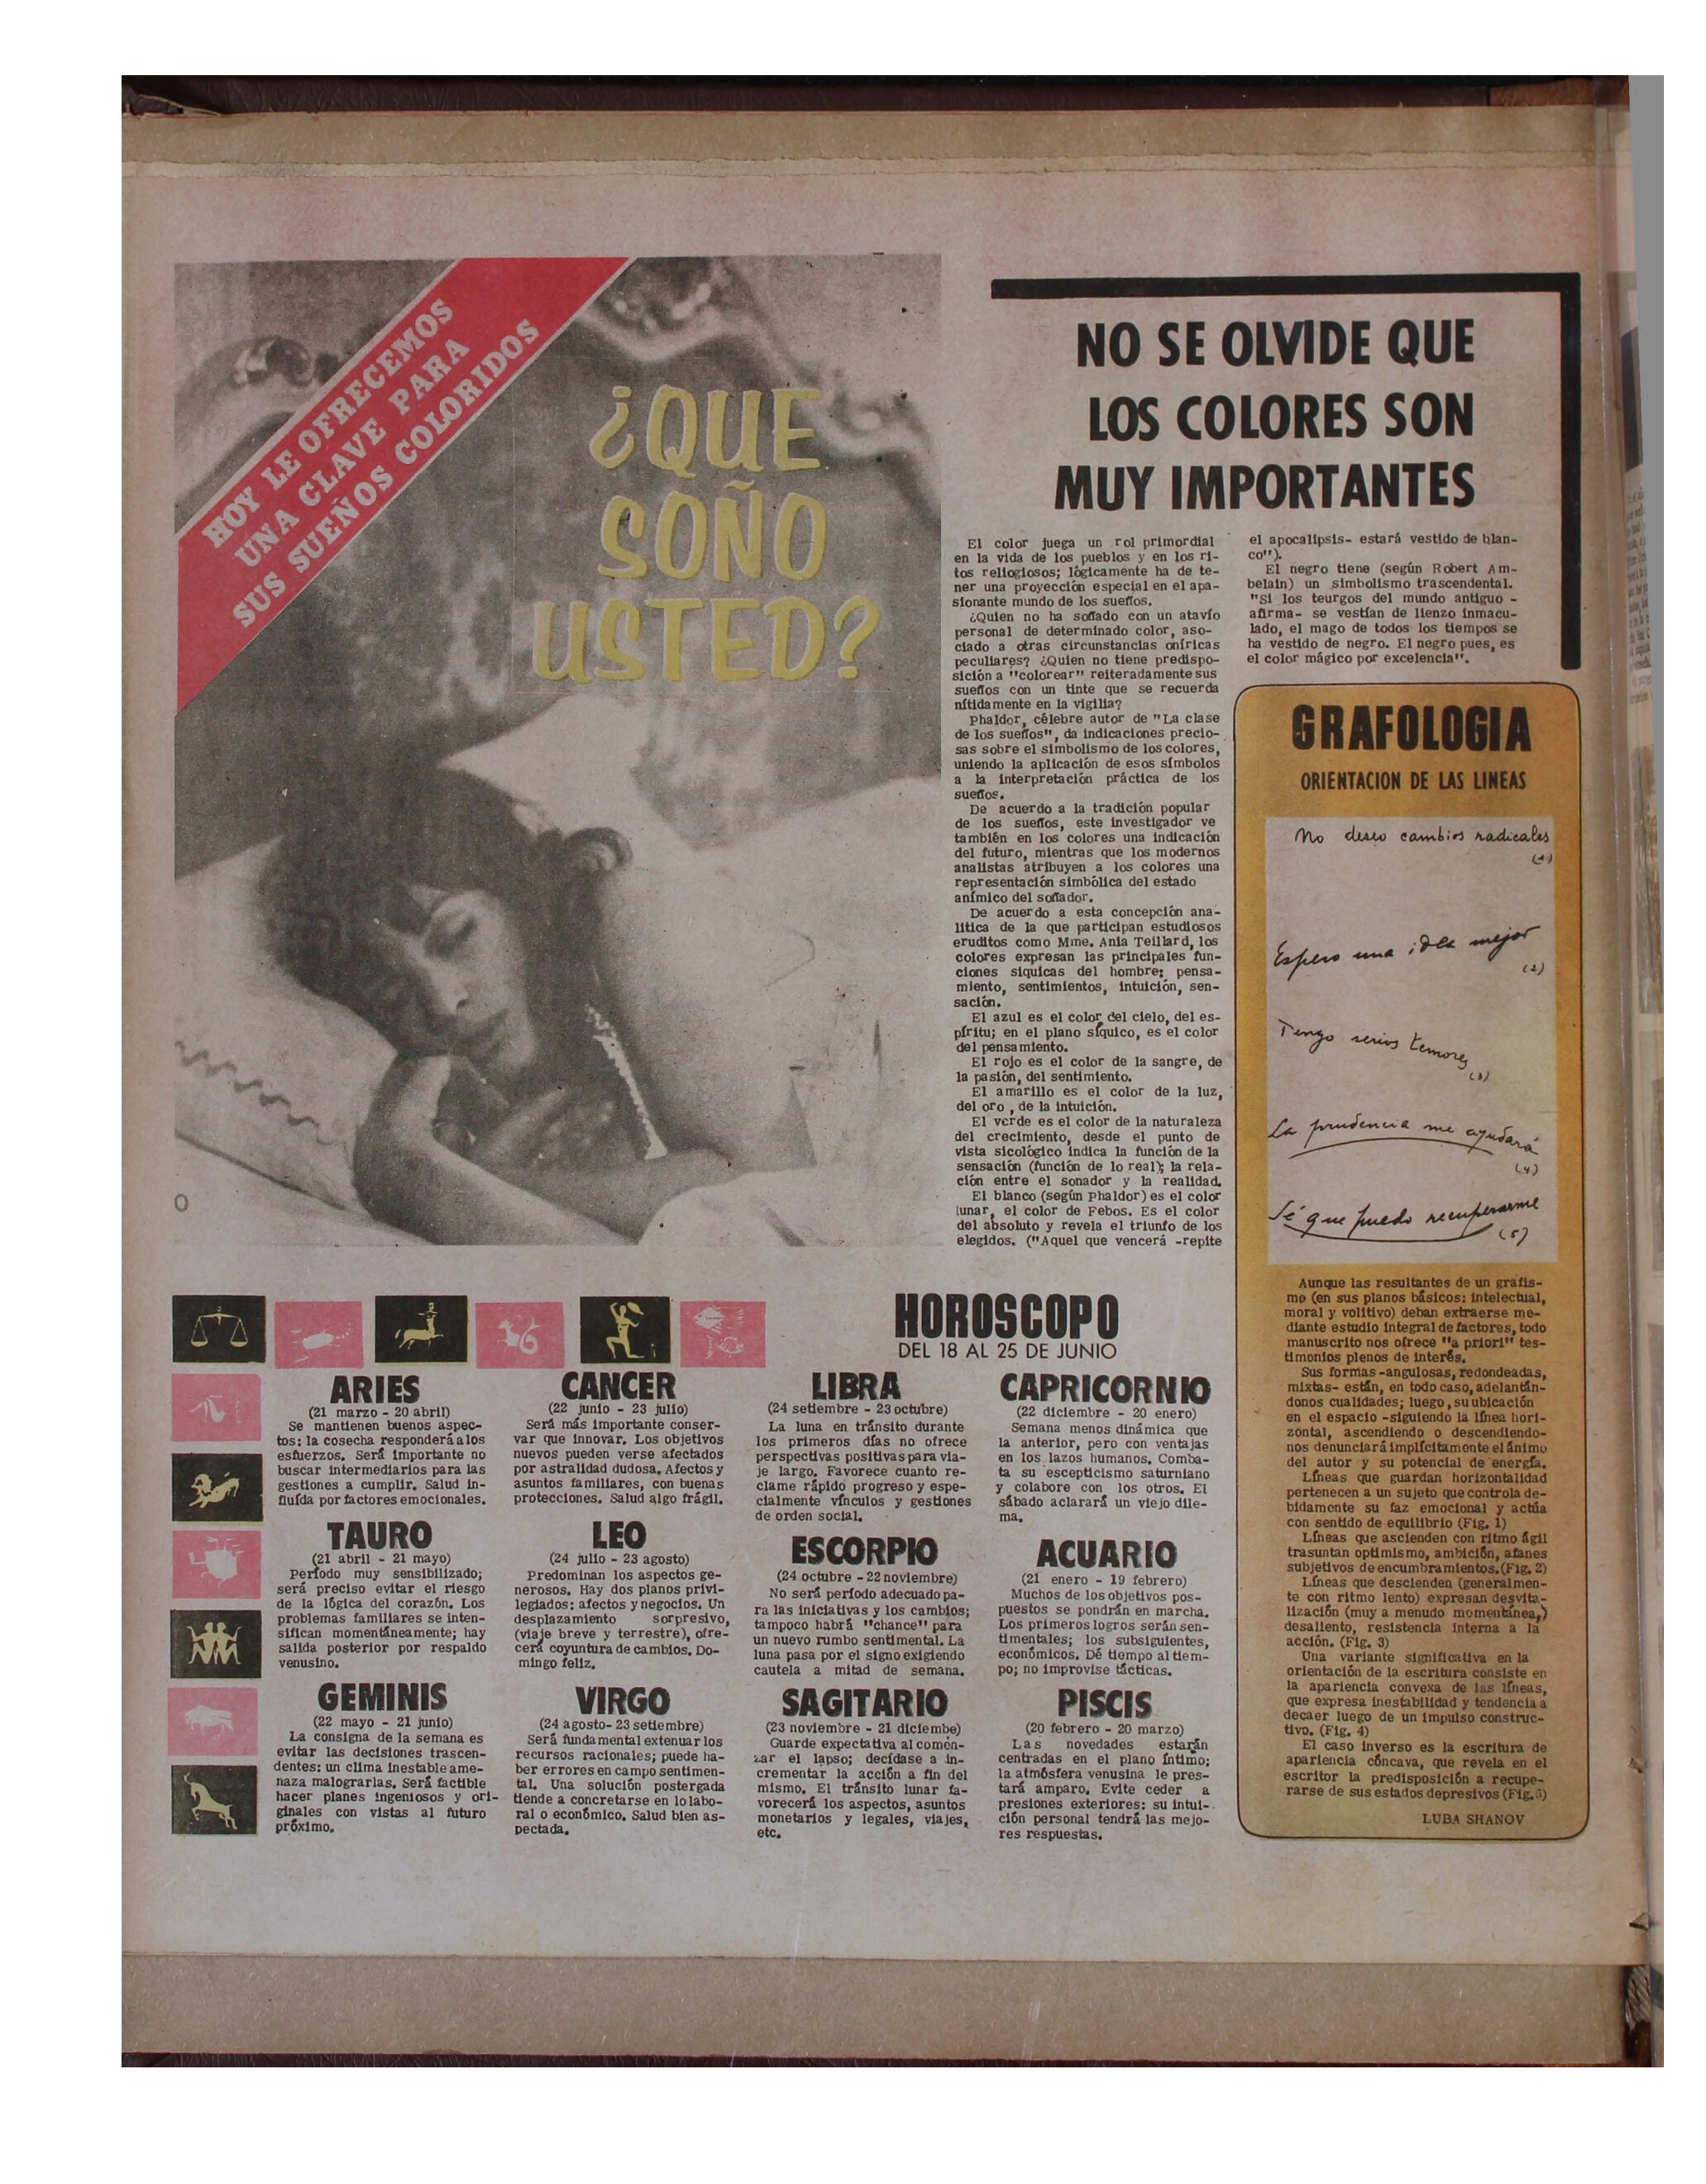 HOY LE OFRECEMOS
UNA CLAVE PARA
SUS SUEÑOS COLORIDOS
¿QUE
SOÑO
USTED?
NO SE OLVIDE QUE
LOS COLORES SON
MUY IMPORTANTES
El color juega un rol primordial
en la vida de los pueblos y en los ri-
tos reliogiosos; lógicamente ha de te-
ner una proyección especial en el apa-
sionante mundo de los sueños.
¿Quien no ha soñado con un atavío
personal de determinado color, aso-
ciado a otras circunstancias oníricas
peculiares? ¿Quien no tiene predispo-
sición a "colorear" reiteradamente sus
sueños con un tinte que se recuerda
nítidamente en la vigilia?
Phaldor, célebre autor de "La clase
de los sueños", da indicaciones precio-
sas sobre el simbolismo de los colores,
uniendo la aplicación de esos símbolos
a la interpretación práctica de los
sueños.
De acuerdo a la tradición popular
de los sueños, este investigador ve
también en los colores una indicación
del futuro, mientras que los modernos
analistas atribuyen a los colores una
representación simbólica del estado
anímico del soñador.
De acuerdo a esta concepción ana-
lítica de la que participan estudiosos
eruditos como Mme. Ania Teillard, los
colores expresan las principales fun-
ciones síquicas del hombre: pensa-
miento, sentimientos, intuición, sen-
sación.
El azul es el color del cielo, del es-
píritu; en el plano síquico, es el color
del pensamiento.
El rojo es el color de la sangre, de
la pasión, del sentimiento.
El amarillo es el color de la luz,
del oro, de la intuición.
El verde es el color de la naturaleza
del crecimiento, desde el punto de
vista sicológico indica la función de la
sensación (función de lo real); la rela-
ción entre el sonador y la realidad.
El blanco (según Phaldor) es el color
lunar, el color de Febos. Es el color
del absoluto y revela el triunfo de los
elegidos. ("Aquel que vencerá -repite
el apocalipsis- estará vestido de blan-
co").
El negro tiene (según Robert Am-
belain) un simbolismo trascendental.
"Si los teurgos del mundo antiguo -
afirma- se vestían de lienzo inmacu-
lado, el mago de todos los tiempos se
ha vestido de negro. El negro pues, es
el color mágico por excelencia".
GRAFOLOGIA
ORIENTACION DE LAS LINEAS
No deseo cambios radicales
(1)
Espero una idea mejor
(2)
Tengo serios temores
(3)
La prudencia me ayudará
(4)
Sé que puedo recuperarme
(5)
Aunque las resultantes de un grafis-
mo (en sus planos básicos: intelectual,
moral y volitivo) deban extraerse me-
diante estudio integral de factores, todo
manuscrito nos ofrece "a priori" tes-
timonios plenos de interés.
Sus formas -angulosas, redondeadas,
mixtas- están, en todo caso, adelantán-
donos cualidades; luego, su ubicación
en el espacio -siguiendo la línea hori-
zontal, ascendiendo o descendiendo-
nos denunciará implícitamente el ánimo
del autor y su potencial de energía.
Líneas que guardan horizontalidad
pertenecen a un sujeto que controla de-
bidamente su faz emocional y actúa
con sentido de equilibrio (Fig. 1)
Líneas que ascienden con ritmo ágil
trasuntan optimismo, ambición, afanes
subjetivos de encumbramientos. (Fig. 2)
Líneas que descienden (generalmen-
te con ritmo lento) expresan desvita-
lización (muy a menudo momentánea,)
desaliento, resistencia interna a la
acción. (Fig. 3)
Una variante significativa en la
orientación de la escritura consiste en
la apariencia convexa de las líneas,
que expresa inestabilidad y tendencia a
decaer luego de un impulso construc-
tivo. (Fig. 4)
El caso inverso es la escritura de
apariencia cóncava, que revela en el
escritor la predisposición a recupe-
rarse de sus estados depresivos (Fig. 5)
LUBA SHANOV
HOROSCOPO
DEL 18 AL 25 DE JUNIO
ARIES
(21 marzo - 20 abril)
Se mantienen buenos aspec-
tos: la cosecha responderá a los
esfuerzos. Será importante no
buscar intermediarios para las
gestiones a cumplir. Salud in-
fluída por factores emocionales.
TAURO
(21 abril - 21 mayo)
Período muy sensibilizado;
será preciso evitar el riesgo
de la lógica del corazón. Los
problemas familiares se inten-
sifican momentáneamente; hay
salida posterior por respaldo
venusino.
GEMINIS
(22 mayo - 21 junio)
La consigna de la semana es
evitar las decisiones trascen-
dentes: un clima inestable ame-
naza malograrlas. Será factible
hacer planes ingeniosos y ori-
ginales con vistas al futuro
próximo.
CANCER
(22 junio - 23 julio)
Será más importante conser-
var que innovar. Los objetivos
nuevos pueden verse afectados
por astralidad dudosa. Afectos y
asuntos familiares, con buenas
protecciones. Salud algo frágil.
LEO
(24 julio - 23 agosto)
Predominan los aspectos ge-
nerosos. Hay dos planos privi-
legiados: afectos y negocios. Un
desplazamiento sorpresivo,
(viaje breve y terrestre), ofre-
cerá coyuntura de cambios. Do-
mingo feliz.
VIRGO
(24 agosto- 23 setiembre)
Será fundamental extenuar los
recursos racionales; puede ha-
ber errores en campo sentimen-
tal. Una solución postergada
tiende a concretarse en lo labo-
ral o económico. Salud bien as-
pectada.
LIBRA
(24 setiembre - 23 octubre)
La luna en tránsito durante
los primeros días no ofrece
perspectivas positivas para via-
je largo. Favorece cuanto re-
clame rápido progreso y espe-
cialmente vínculos y gestiones
de orden social.
ESCORPIO
(24 octubre - 22 noviembre)
No será período adecuado pa-
ra las iniciativas y los cambios;
tampoco habrá "chance" para
un nuevo rumbo sentimental. La
luna pasa por el signo exigiendo
cautela a mitad de semana.
SAGITARIO
(23 noviembre - 21 diciembe)
Guarde expectativa al comen-
zar el lapso; decídase a in-
crementar la acción a fin del
mismo. El tránsito lunar fa-
vorecerá los aspectos, asuntos
monetarios y legales, viajes,
etc.
CAPRICORNIO
(22 diciembre - 20 enero)
Semana menos dinámica que
la anterior, pero con ventajas
en los lazos humanos. Comba-
ta su escepticismo saturniano
y colabore con los otros. El
sábado aclarará un viejo dile-
ma.
ACUARIO
(21 enero - 19 febrero)
Muchos de los objetivos pos-
puestos se pondrán en marcha.
Los primeros logros serán sen-
timentales; los subsiguientes,
económicos. Dé tiempo al tiem-
po; no improvise tácticas.
PISCIS
(20 febrero - 20 marzo)
Las novedades estarán
centradas en el plano íntimo;
la atmósfera venusina le pres-
tará amparo. Evite ceder a
presiones exteriores: su intui-
ción personal tendrá las mejo-
res respuestas.